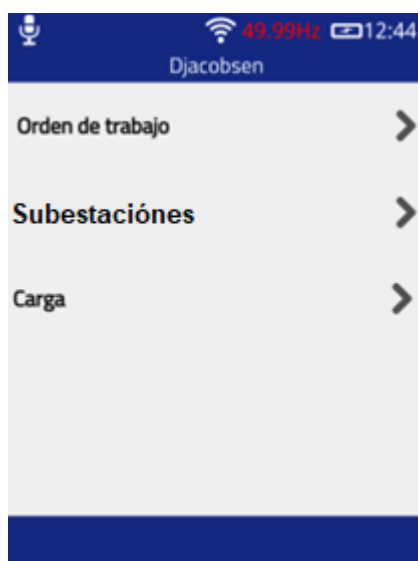 49.99Hz 12:44
Djacobsen
Orden de trabajo
Subestaciónes
Carga